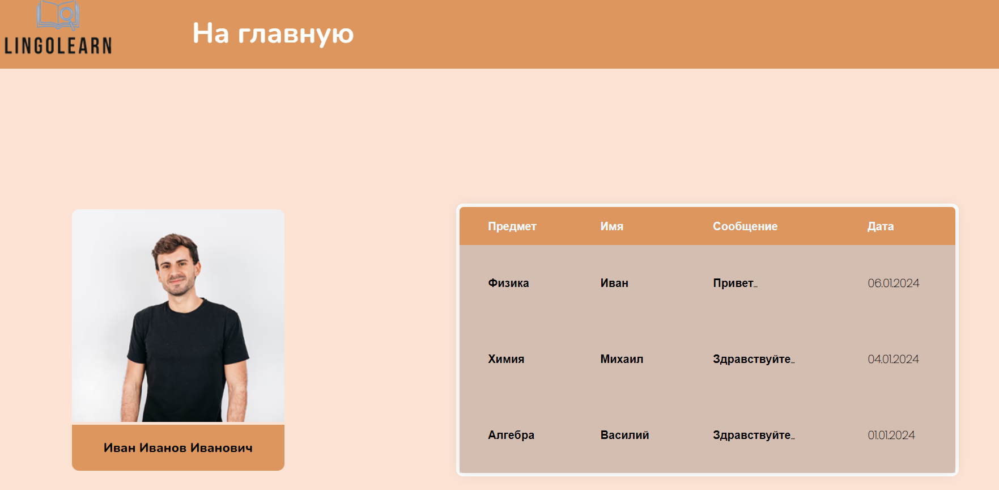 LINGOLEARN
На главную
Иван Иванов Иванович
Предмет Имя Сообщение Дата
Физика Иван Привет... 06.01.2024
Химия Михаил Здравствуйте... 04.01.2024
Алгебра Василий Здравствуйте... 01.01.2024